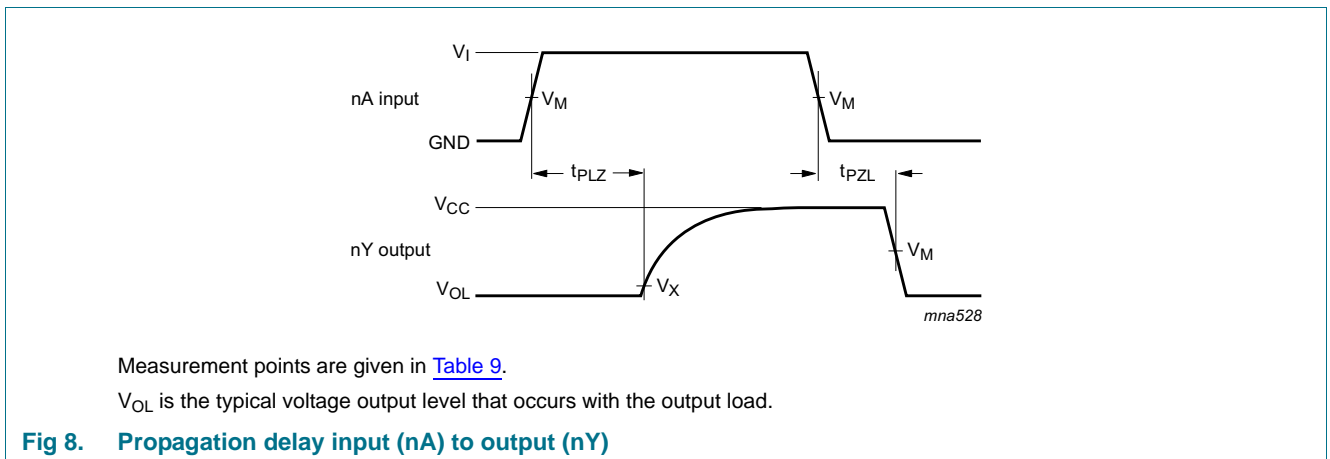 VI
nA input
VM
VM
GND
tPLZ
tPZL
VCC
nY output
VM
VOL
VX
mna528
Measurement points are given in Table 9.
VOL is the typical voltage output level that occurs with the output load.
Fig 8. Propagation delay input (nA) to output (nY)